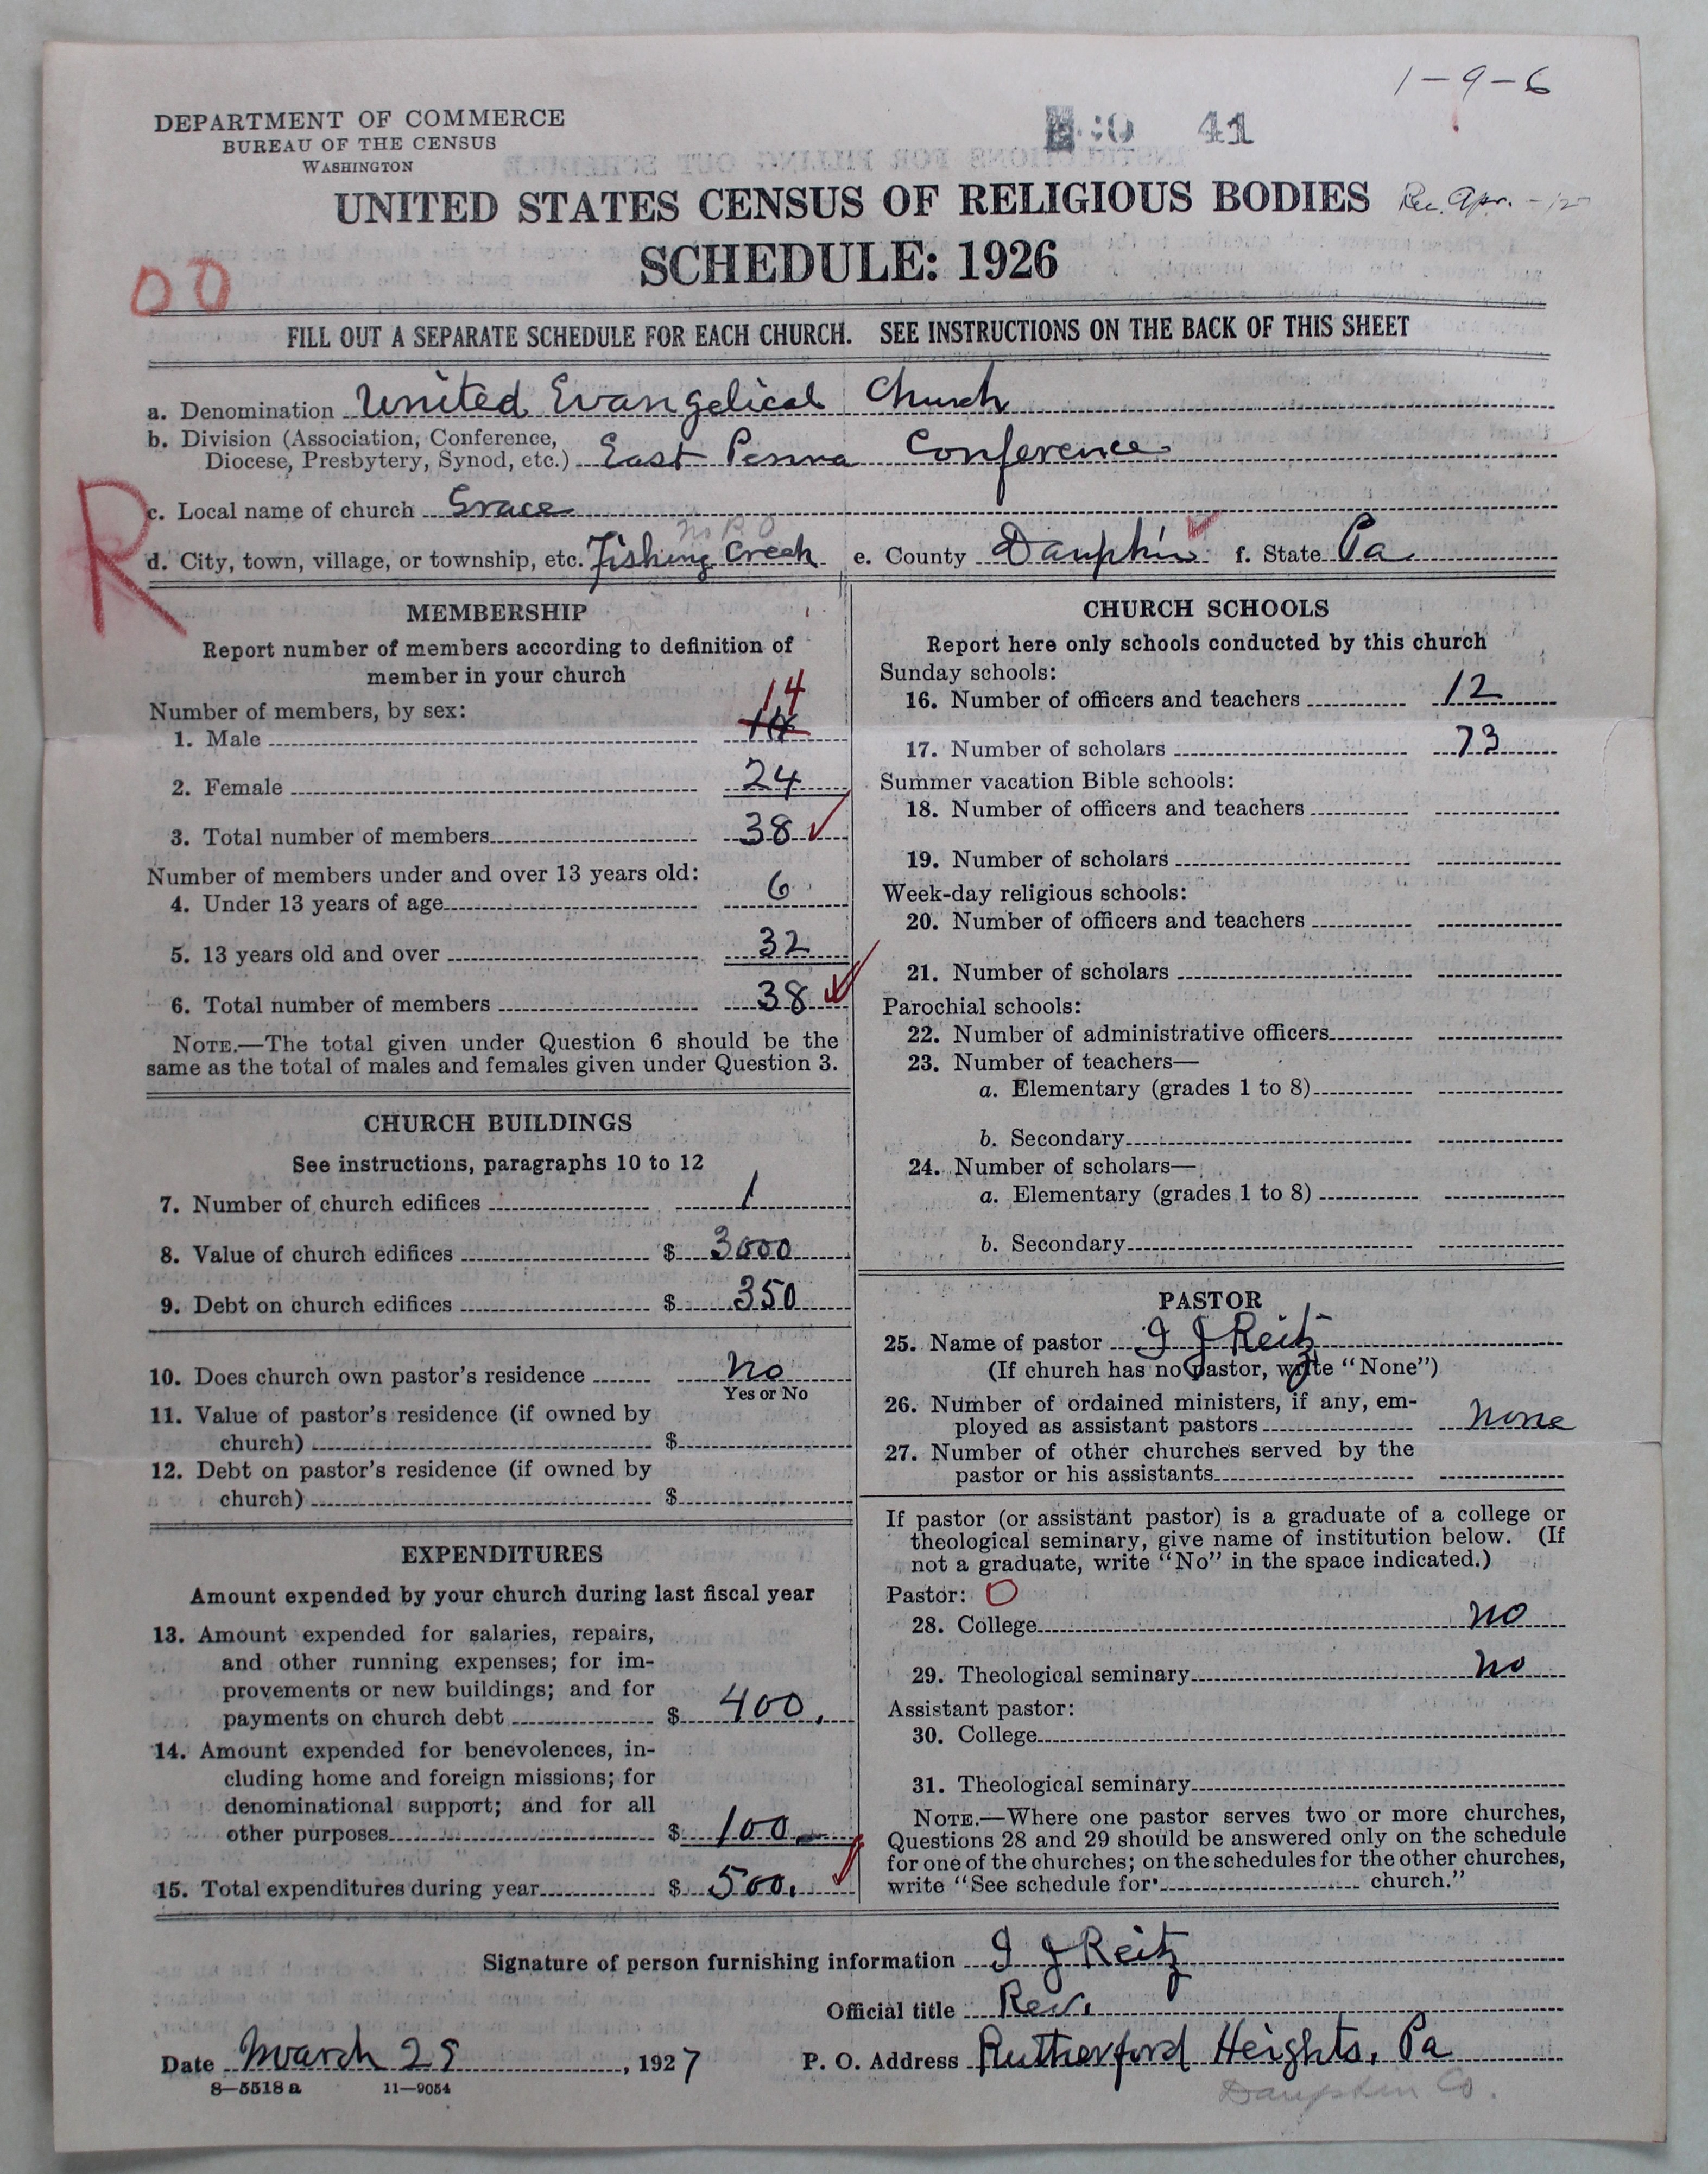 1-9-6
DEPARTMENT OF COMMERCE
BUREAU OF THE CENSUS
WASHINGTON
41
UNITED STATES CENSUS OF RELIGIOUS BODIES
Rec. Apr. - 12
SCHEDULE: 1926
00
FILL OUT A SEPARATE SCHEDULE FOR EACH CHURCH. SEE INSTRUCTIONS ON THE BACK OF THIS SHEET
a. Denomination United Evangelical Church
b. Division (Association, Conference,
Diocese, Presbytery, Synod, etc.) East Penna Conference
R
c. Local name of church Grace
No P.O
d. City, town, village, or township, etc. Fishing Creek e. County Dauphin f. State Pa
MEMBERSHIP
Report number of members according to definition of
member in your church
Number of members, by sex:
14
1. Male
2. Female 24
3. Total number of members 38
Number of members under and over 13 years old:
4. Under 13 years of age 6
5. 13 years old and over 32
6. Total number of members 38
NOTE.—The total given under Question 6 should be the
same as the total of males and females given under Question 3.
CHURCH BUILDINGS
See instructions, paragraphs 10 to 12
7. Number of church edifices 1
8. Value of church edifices $ 3000
9. Debt on church edifices $ 350
10. Does church own pastor's residence no
Yes or No
11. Value of pastor's residence (if owned by
church) $
12. Debt on pastor's residence (if owned by
church) $
EXPENDITURES
Amount expended by your church during last fiscal year
13. Amount expended for salaries, repairs,
and other running expenses; for im-
provements or new buildings; and for
payments on church debt $ 400.
14. Amount expended for benevolences, in-
cluding home and foreign missions; for
denominational support; and for all
other purposes $ 100.
15. Total expenditures during year $ 500.
CHURCH SCHOOLS
Report here only schools conducted by this church
Sunday schools:
16. Number of officers and teachers 12
17. Number of scholars 73
Summer vacation Bible schools:
18. Number of officers and teachers
19. Number of scholars
Week-day religious schools:
20. Number of officers and teachers
21. Number of scholars
Parochial schools:
22. Number of administrative officers
23. Number of teachers—
a. Elementary (grades 1 to 8)
b. Secondary
24. Number of scholars—
a. Elementary (grades 1 to 8)
b. Secondary
PASTOR
25. Name of pastor I J Reitz
(If church has no pastor, write "None")
26. Number of ordained ministers, if any, em-
ployed as assistant pastors none
27. Number of other churches served by the
pastor or his assistants
If pastor (or assistant pastor) is a graduate of a college or
theological seminary, give name of institution below. (If
not a graduate, write "No" in the space indicated.)
Pastor: O
28. College no
29. Theological seminary no
Assistant pastor:
30. College
31. Theological seminary
NOTE.—Where one pastor serves two or more churches,
Questions 28 and 29 should be answered only on the schedule
for one of the churches; on the schedules for the other churches,
write "See schedule for church."
Signature of person furnishing information I J Reitz
Official title Rev.
Date March 29, 1927 P. O. Address Rutherford Heights, Pa
8—5518 a 11—9054
Dauphin Co.